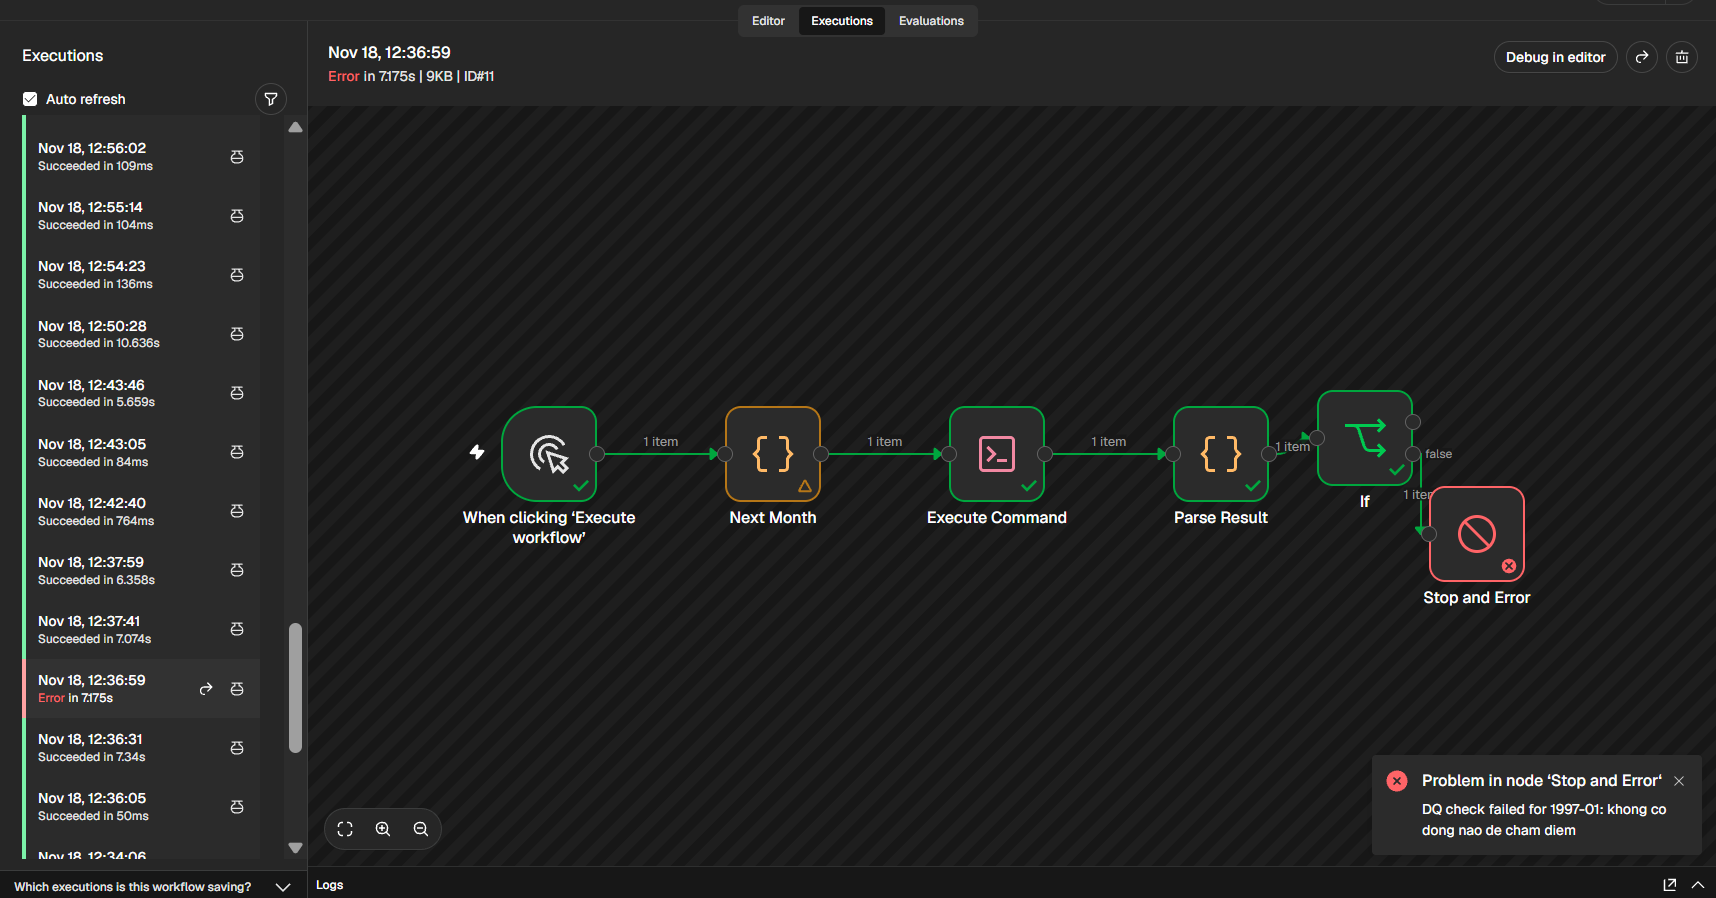 Editor
Executions
Evaluations
Executions
Auto refresh
Nov 18, 12:56:02
Succeeded in 109ms
Nov 18, 12:55:14
Succeeded in 104ms
Nov 18, 12:54:23
Succeeded in 136ms
Nov 18, 12:50:28
Succeeded in 10.636s
Nov 18, 12:43:46
Succeeded in 5.659s
Nov 18, 12:43:05
Succeeded in 84ms
Nov 18, 12:42:40
Succeeded in 764ms
Nov 18, 12:37:59
Succeeded in 6.358s
Nov 18, 12:37:41
Succeeded in 7.074s
Nov 18, 12:36:59
Error in 7.175s
Nov 18, 12:36:31
Succeeded in 7.34s
Nov 18, 12:36:05
Succeeded in 50ms
Nov 18, 12:34:06
Which executions is this workflow saving?
Nov 18, 12:36:59
Error in 7.175s | 9KB | ID#11
Debug in editor
1 item
1 item
1 item
1 item
false
1 item
When clicking ‘Execute
workflow’
Next Month
Execute Command
Parse Result
If
Stop and Error
Problem in node ‘Stop and Error‘
DQ check failed for 1997-01: khong co
dong nao de cham diem
Logs